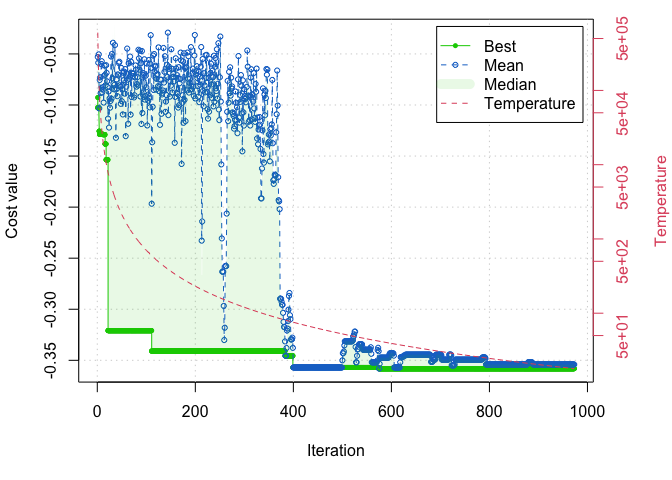 Best
Mean
Median
Temperature
Cost value
-0.05
-0.10
-0.15
-0.20
-0.25
-0.30
-0.35
5e+05
5e+04
5e+03
5e+02
5e+01
Temperature
0 200 400 600 800 1000
Iteration